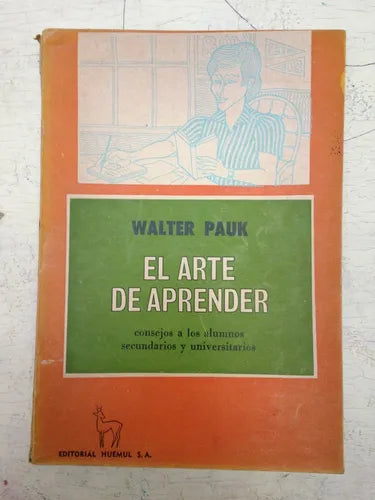 WALTER PAUK
EL ARTE
DE APRENDER
consejos a los alumnos
secundarios y universitarios
EDITORIAL HUEMUL S.A.